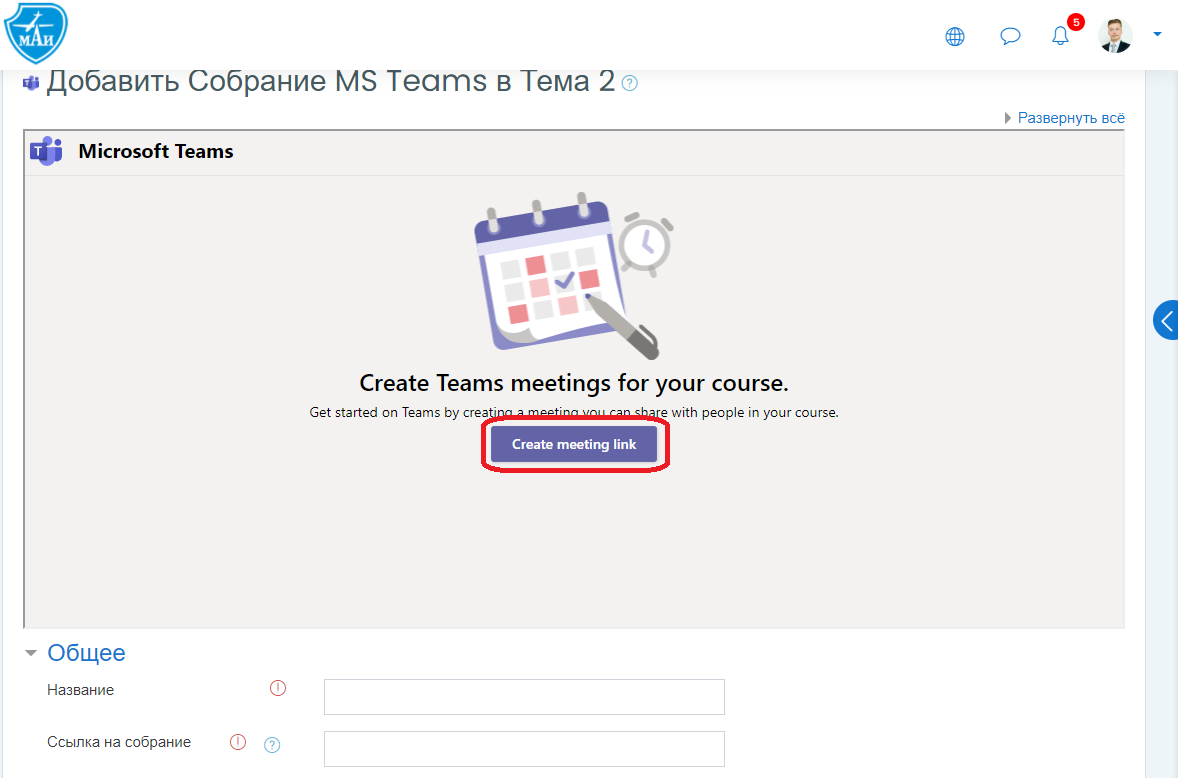 МАИ
5
Добавить Собрание MS Teams в Тема 2
Развернуть всё
Microsoft Teams
Create Teams meetings for your course.
Get started on Teams by creating a meeting you can share with people in your course.
Create meeting link
Общее
Название
Ссылка на собрание